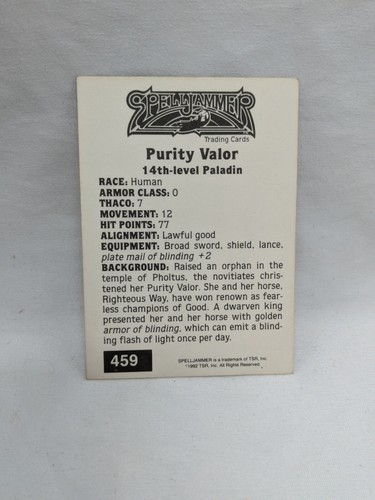 SPELLJAMMER
Trading Cards
Purity Valor
14th-level Paladin
RACE: Human
ARMOR CLASS: 0
THACO: 7
MOVEMENT: 12
HIT POINTS: 77
ALIGNMENT: Lawful good
EQUIPMENT: Broad sword, shield, lance,
plate mail of blinding +2
BACKGROUND: Raised an orphan in the
temple of Pholtus, the novitiates chris-
tened her Purity Valor. She and her horse,
Righteous Way, have won renown as fear-
less champions of Good. A dwarven king
presented her and her horse with golden
armor of blinding, which can emit a blind-
ing flash of light once per day.
459
SPELLJAMMER is a trademark of TSR, Inc.
©1992 TSR, Inc. All Rights Reserved.